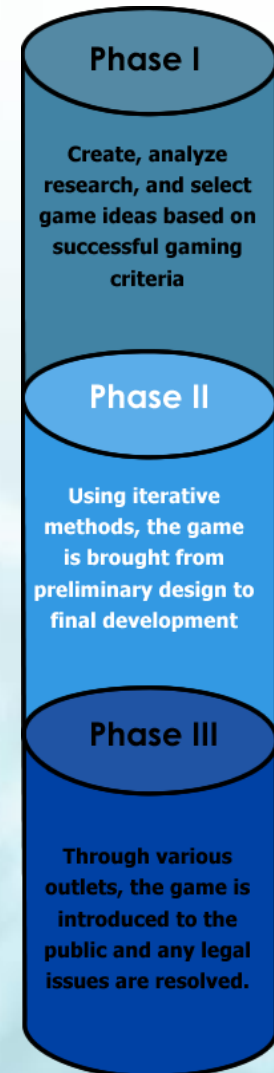 Phase I
Create, analyze
research, and select
game ideas based on
successful gaming
criteria
Phase II
Using iterative
methods, the game
is brought from
preliminary design to
final development
Phase III
Through various
outlets, the game is
introduced to the
public and any legal
issues are resolved.